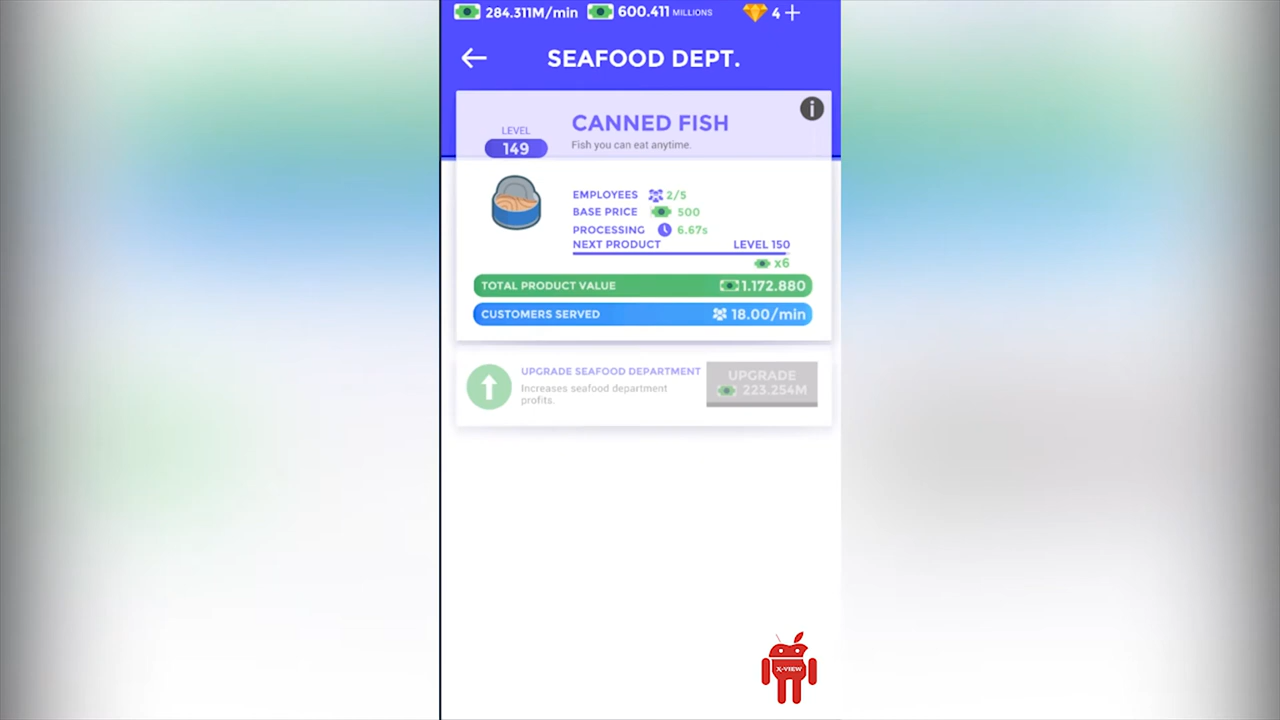 284.311M/min 600.411 MILLIONS 4 +
SEAFOOD DEPT.
i
CANNED FISH
Fish you can eat anytime.
LEVEL
149
EMPLOYEES 2/5
BASE PRICE 500
PROCESSING 6.67s
NEXT PRODUCT LEVEL 150
x6
TOTAL PRODUCT VALUE 1.172.880
CUSTOMERS SERVED 18.00/min
UPGRADE SEAFOOD DEPARTMENT
Increases seafood department
profits.
UPGRADE
223.254M
X-VIEW